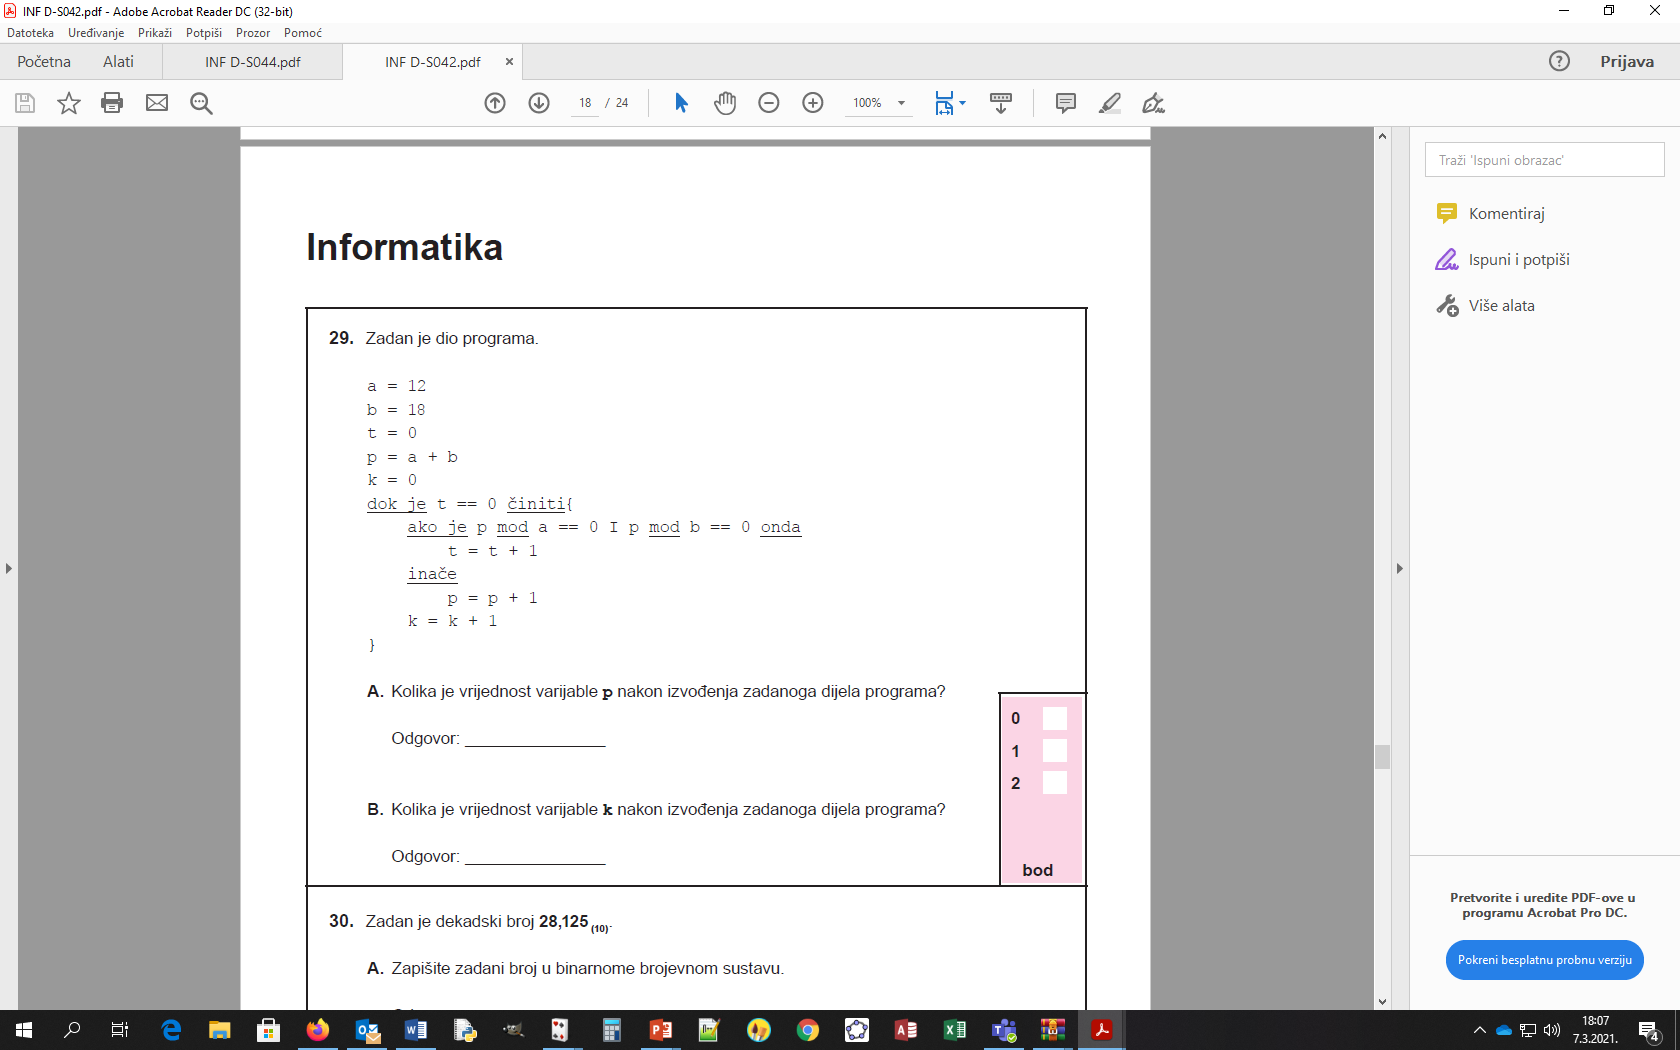 INF D-S042.pdf - Adobe Acrobat Reader DC (32-bit)
Datoteka Uređivanje Prikaži Potpiši Prozor Pomoć
Početna Alati INF D-S044.pdf INF D-S042.pdf × ? Prijava
18 / 24 100%
Traži 'Ispuni obrazac'
Komentiraj
Ispuni i potpiši
Više alata
Informatika
29. Zadan je dio programa.
a = 12
b = 18
t = 0
p = a + b
k = 0
dok je t == 0 činiti{
ako je p mod a == 0 I p mod b == 0 onda
t = t + 1
inače
p = p + 1
k = k + 1
}
A. Kolika je vrijednost varijable p nakon izvođenja zadanoga dijela programa?
Odgovor: _______________
B. Kolika je vrijednost varijable k nakon izvođenja zadanoga dijela programa?
Odgovor: _______________
0
1
2
bod
30. Zadan je dekadski broj 28,125 (10).
A. Zapišite zadani broj u binarnome brojevnom sustavu.
Pretvorite i uredite PDF-ove u
programu Acrobat Pro DC.
Pokreni besplatnu probnu verziju
18:07
7.3.2021.
4